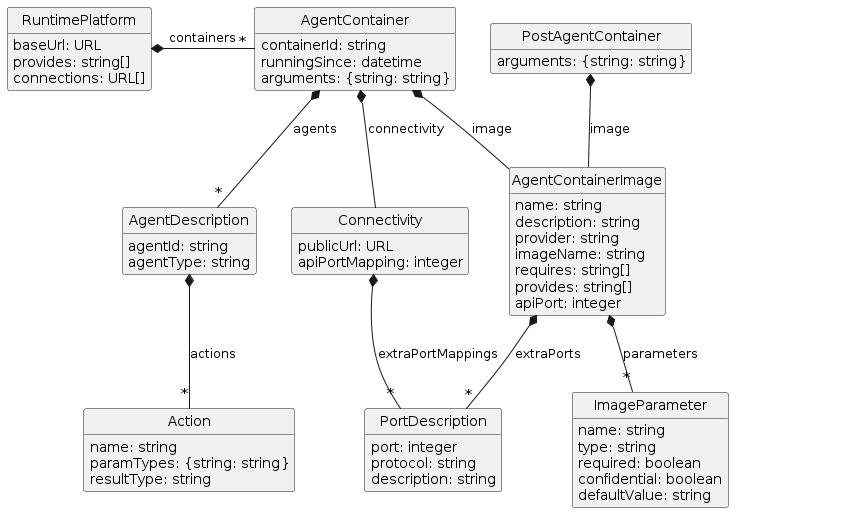 RuntimePlatform
baseUrl: URL
provides: string[]
connections: URL[]
containers
*
AgentContainer
containerId: string
runningSince: datetime
arguments: {string: string}
PostAgentContainer
arguments: {string: string}
agents
*
connectivity
image
image
AgentDescription
agentId: string
agentType: string
Connectivity
publicUrl: URL
apiPortMapping: integer
AgentContainerImage
name: string
description: string
provider: string
imageName: string
requires: string[]
provides: string[]
apiPort: integer
actions
*
extraPortMappings
*
extraPorts
*
parameters
*
Action
name: string
paramTypes: {string: string}
resultType: string
PortDescription
port: integer
protocol: string
description: string
ImageParameter
name: string
type: string
required: boolean
confidential: boolean
defaultValue: string